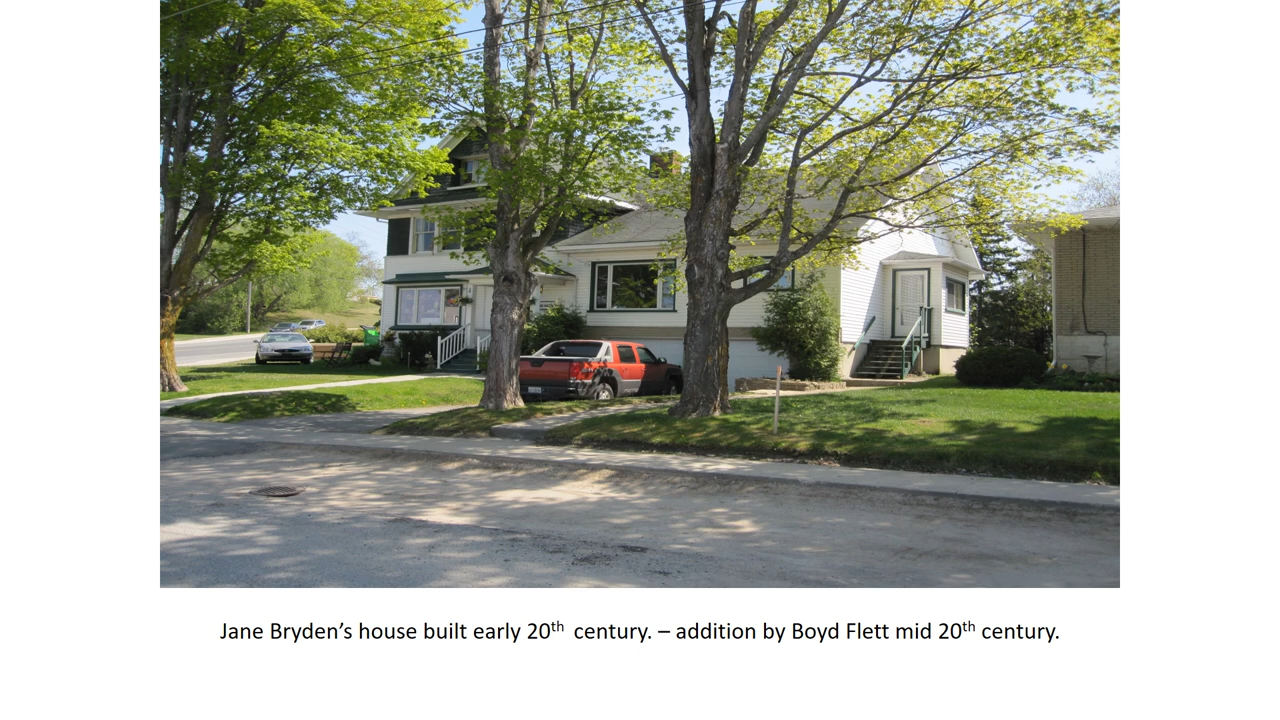 Jane Bryden’s house built early 20th century. – addition by Boyd Flett mid 20th century.